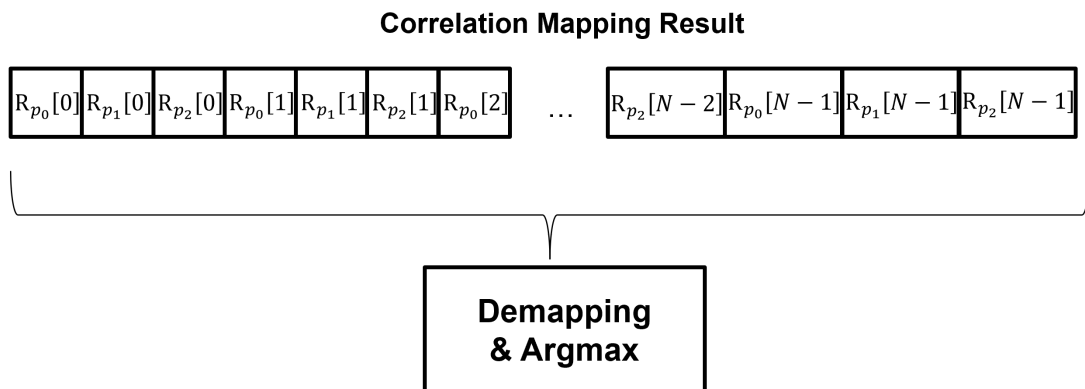 Correlation Mapping Result
R_{p_0}[0] R_{p_1}[0] R_{p_2}[0] R_{p_0}[1] R_{p_1}[1] R_{p_2}[1] R_{p_0}[2] … R_{p_2}[N − 2] R_{p_0}[N − 1] R_{p_1}[N − 1] R_{p_2}[N − 1]
Demapping
& Argmax